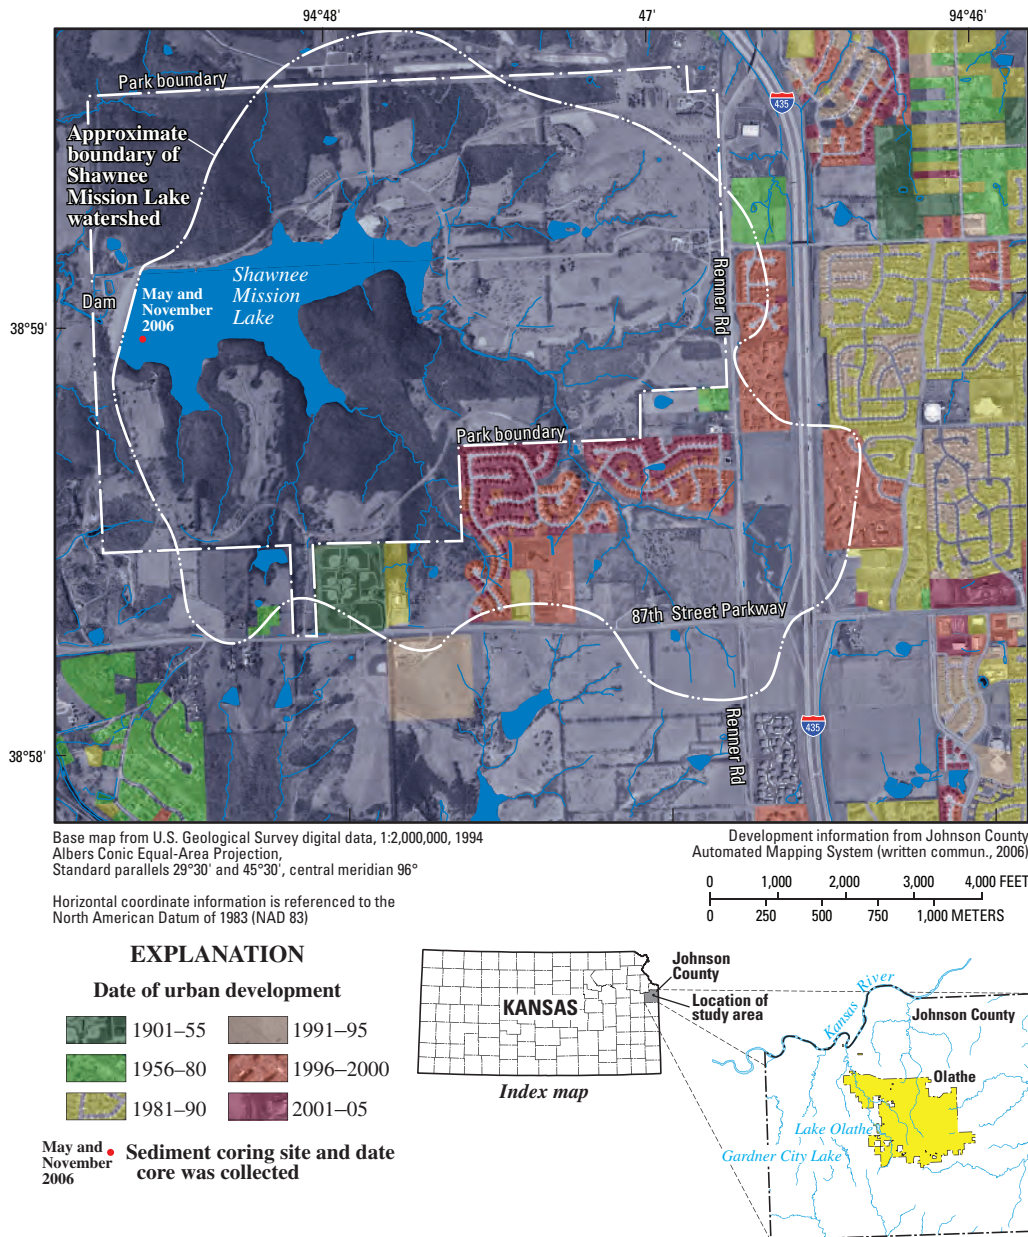 94°48'
47'
94°46'
Park boundary
435
Approximate
boundary of
Shawnee
Mission Lake
watershed
Shawnee
Mission
Lake
Dam
May and
November
2006
Renner Rd
38°59'
Park boundary
87th Street Parkway
Renner Rd
435
38°58'
Base map from U.S. Geological Survey digital data, 1:2,000,000, 1994
Albers Conic Equal-Area Projection,
Standard parallels 29°30' and 45°30', central meridian 96°
Horizontal coordinate information is referenced to the
North American Datum of 1983 (NAD 83)
Development information from Johnson County
Automated Mapping System (written commun., 2006)
0 1,000 2,000 3,000 4,000 FEET
0 250 500 750 1,000 METERS
EXPLANATION
Date of urban development
1901–55
1956–80
1981–90
1991–95
1996–2000
2001–05
May and
November
2006
Sediment coring site and date
core was collected
KANSAS
Johnson
County
Location of
study area
Index map
Kansas River
Johnson County
Olathe
Lake Olathe
Gardner City Lake